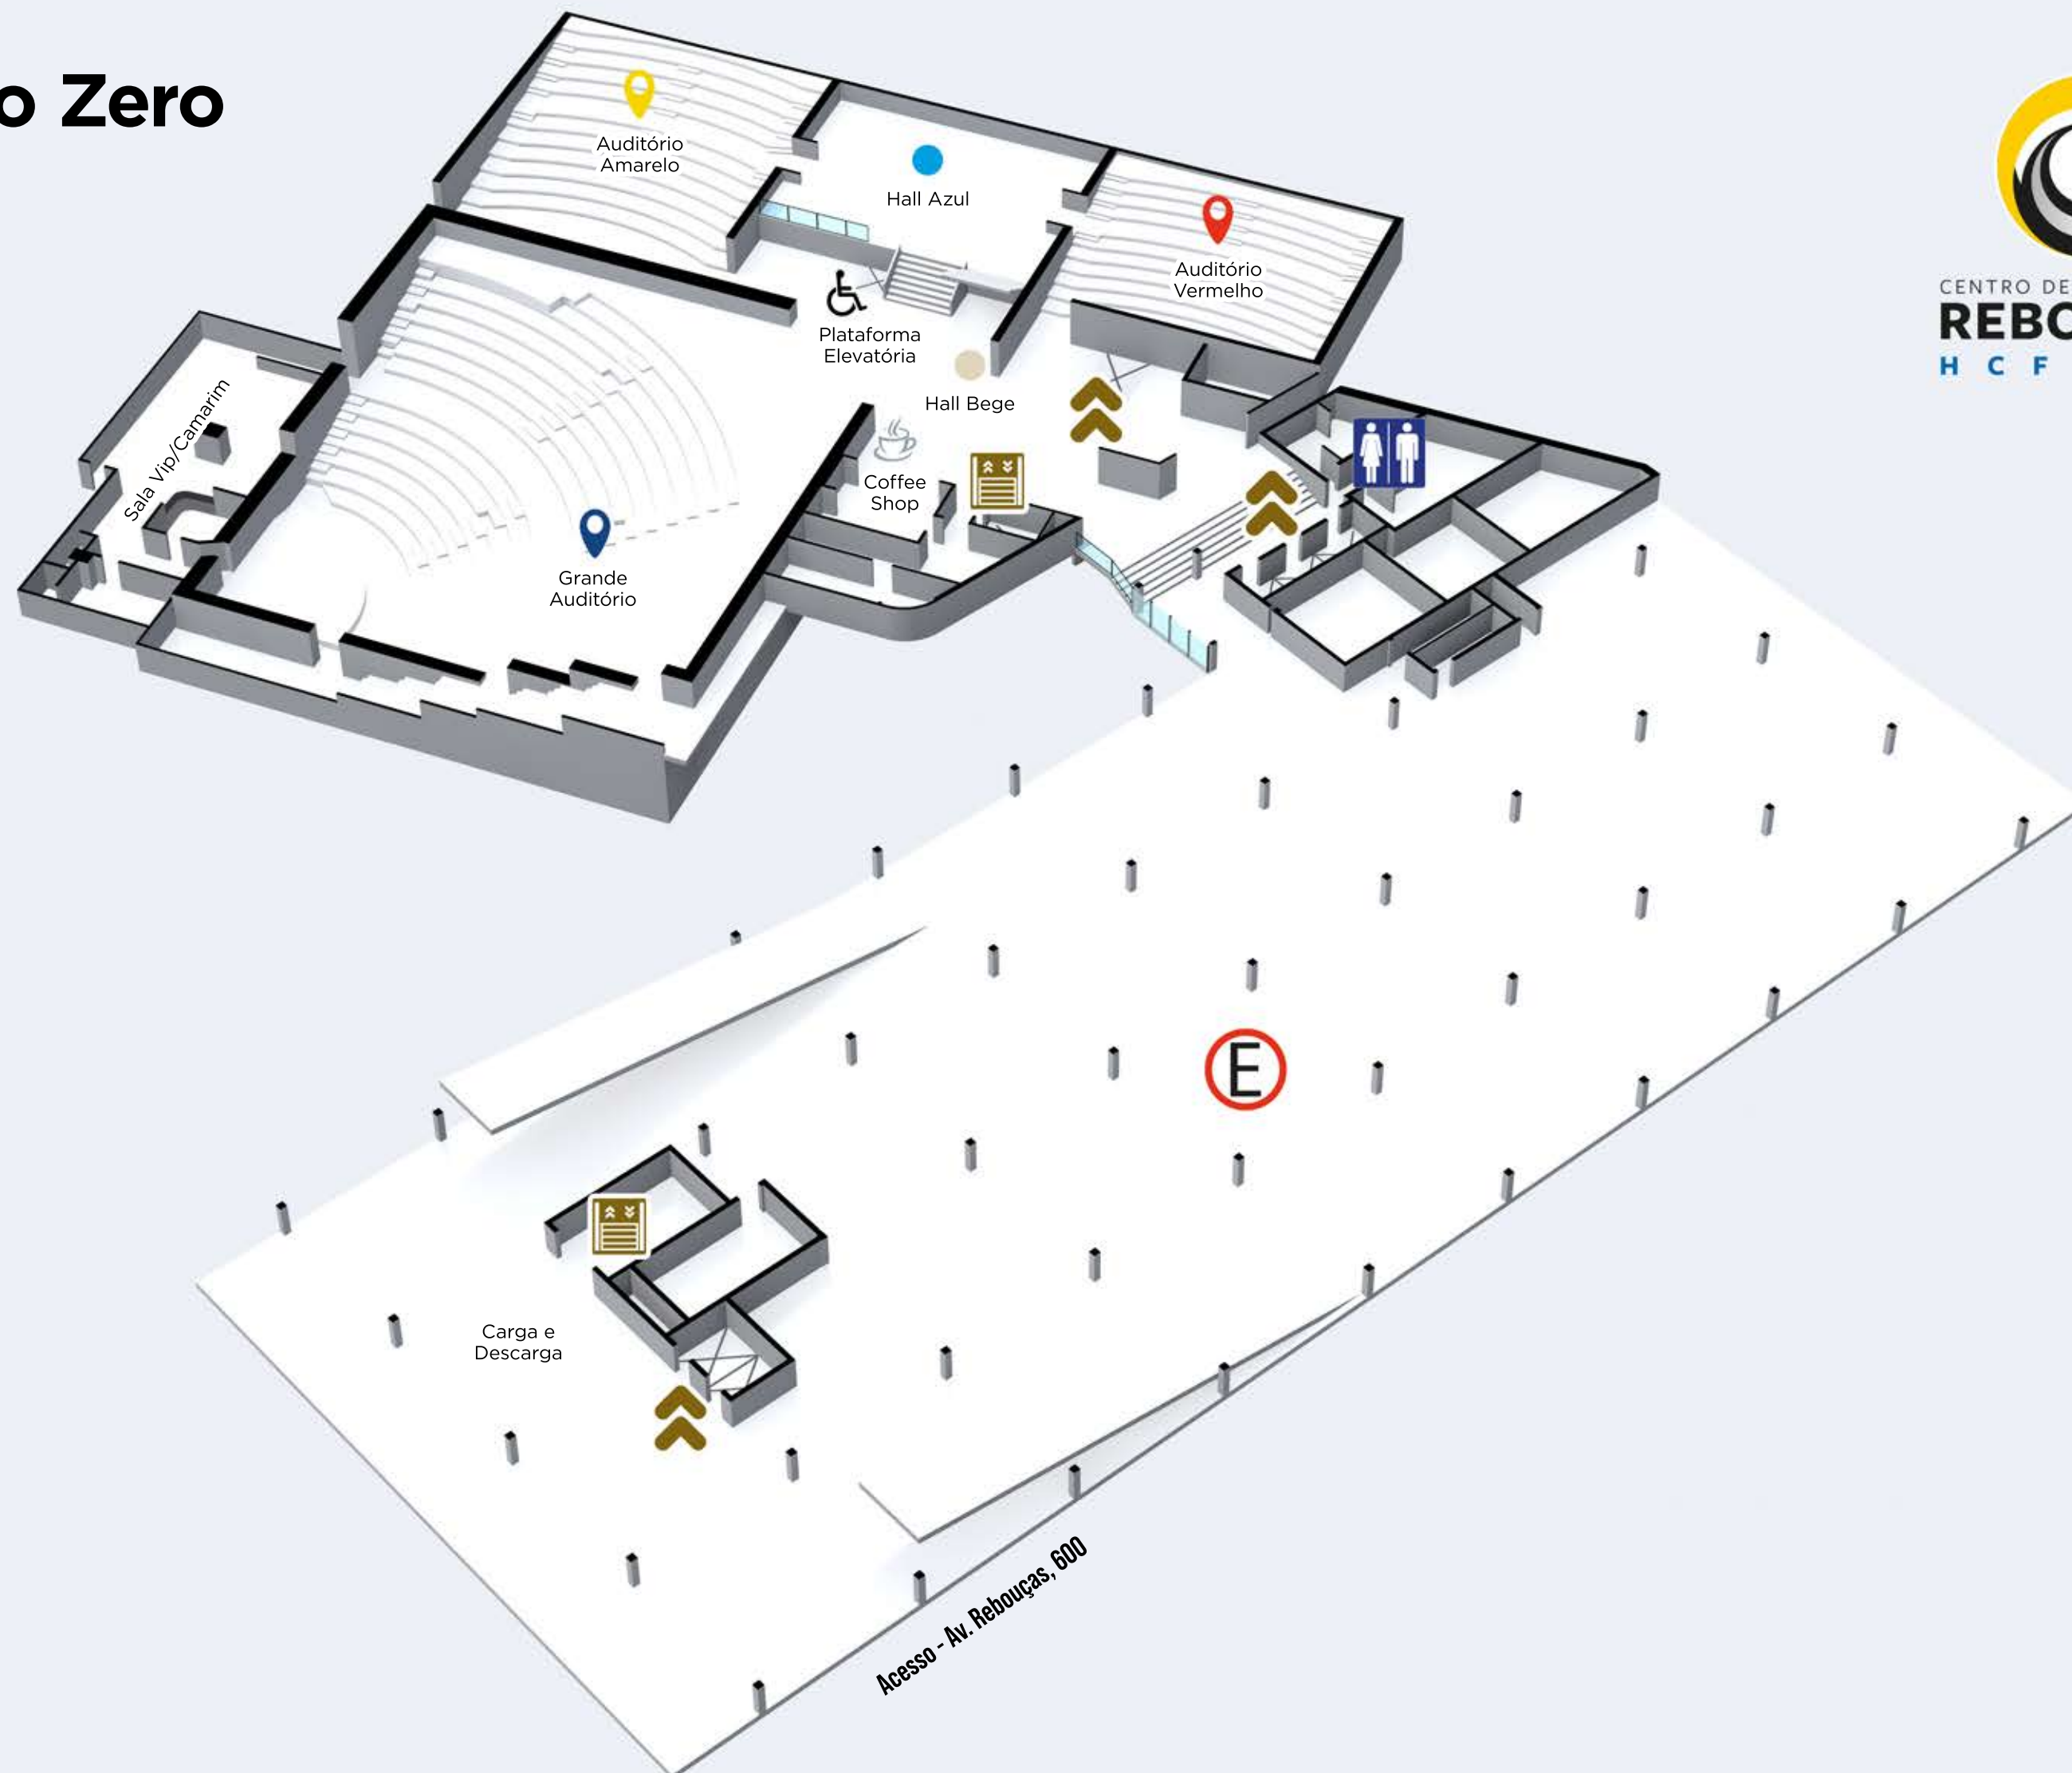 o Zero
Auditório
Amarelo
Hall Azul
Auditório
Vermelho
CENTRO DE
REBO
H C F
Plataforma
Elevatória
Hall Bege
Sala Vip/Camarim
Coffee
Shop
Grande
Auditório
E
Carga e
Descarga
Acesso - Av. Rebouças, 600